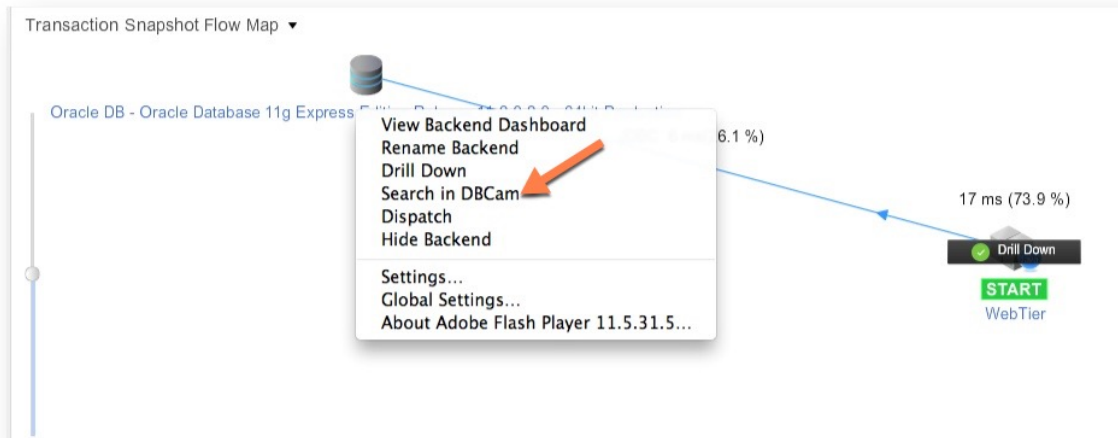 Transaction Snapshot Flow Map
Oracle DB - Oracle Database 11g Express
View Backend Dashboard
Rename Backend
6.1 %)
Drill Down
Search in DBCam
Dispatch
Hide Backend
17 ms (73.9 %)
Drill Down
START
WebTier
Settings...
Global Settings...
About Adobe Flash Player 11.5.31.5...